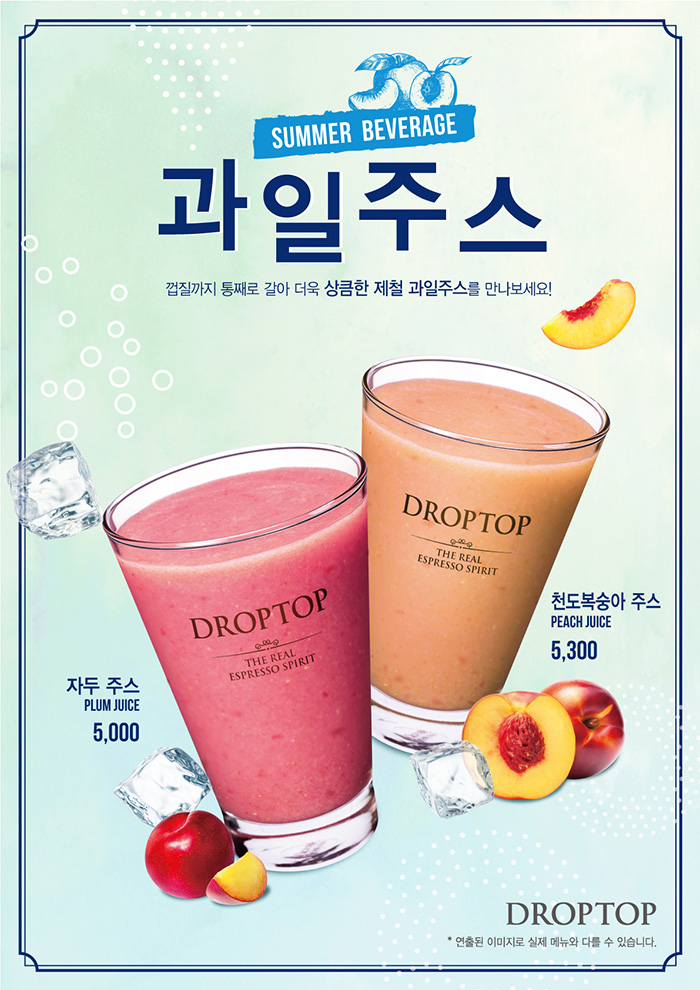 SUMMER BEVERAGE
과일주스
껍질까지 통째로 갈아 더욱 상큼한 제철 과일주스를 만나보세요!
DROPTOP
THE REAL
ESPRESSO SPIRIT
천도복숭아 주스
PEACH JUICE
5,300
DROPTOP
THE REAL
ESPRESSO SPIRIT
자두 주스
PLUM JUICE
5,000
DROPTOP
* 연출된 이미지로 실제 메뉴와 다를 수 있습니다.